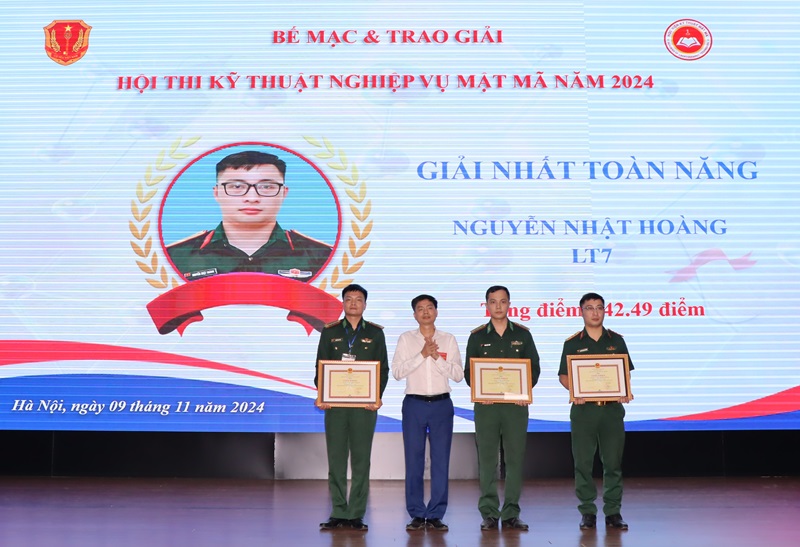 BẾ MẠC & TRAO GIẢI
HỘI THI KỸ THUẬT NGHIỆP VỤ MẬT MÃ NĂM 2024
GIẢI NHẤT TOÀN NĂNG
NGUYỄN NHẬT HOÀNG
LT7
điểm 42.49 điểm
Hà Nội, ngày 09 tháng 11 năm 2024